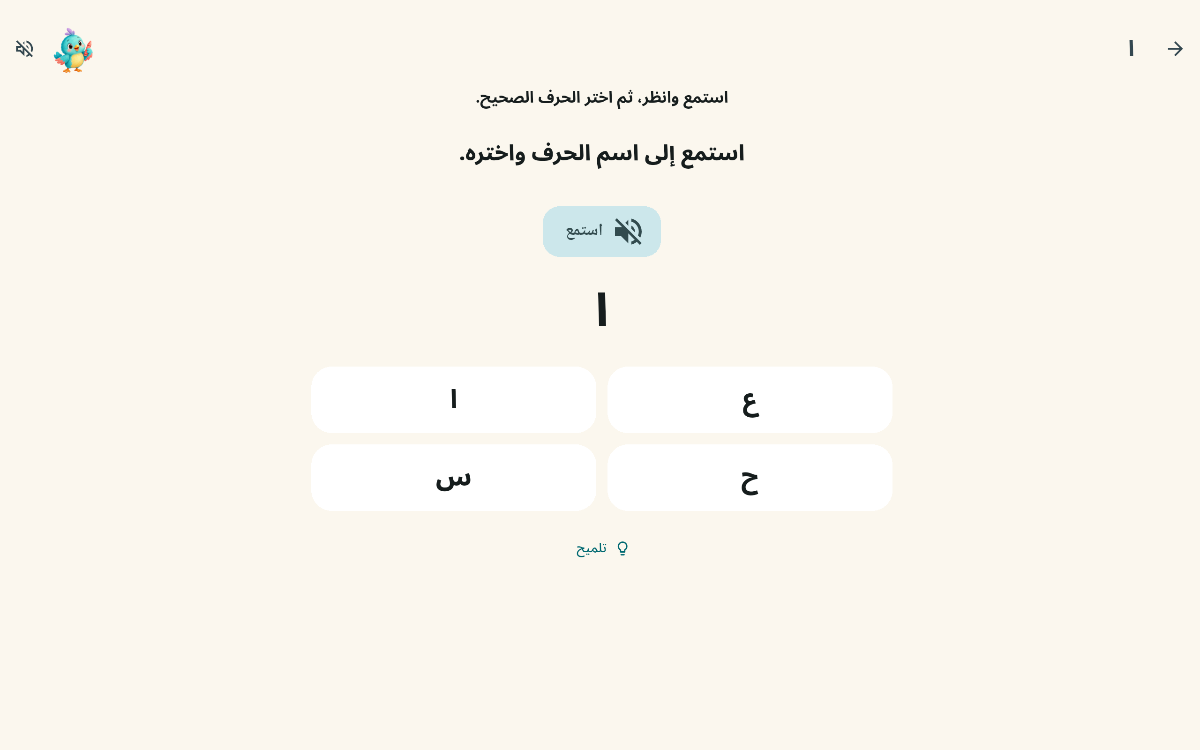 ا
استمع وانظر، ثم اختر الحرف الصحيح.
استمع إلى اسم الحرف واختره.
استمع
ا
ع ا
ح س
تلميح